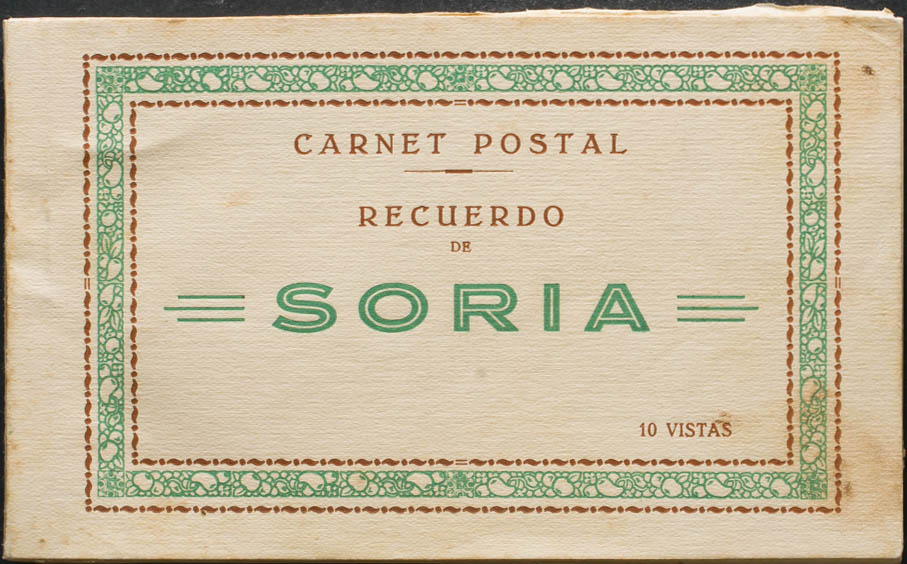 CARNET POSTAL
RECUERDO
DE
SORIA
10 VISTAS